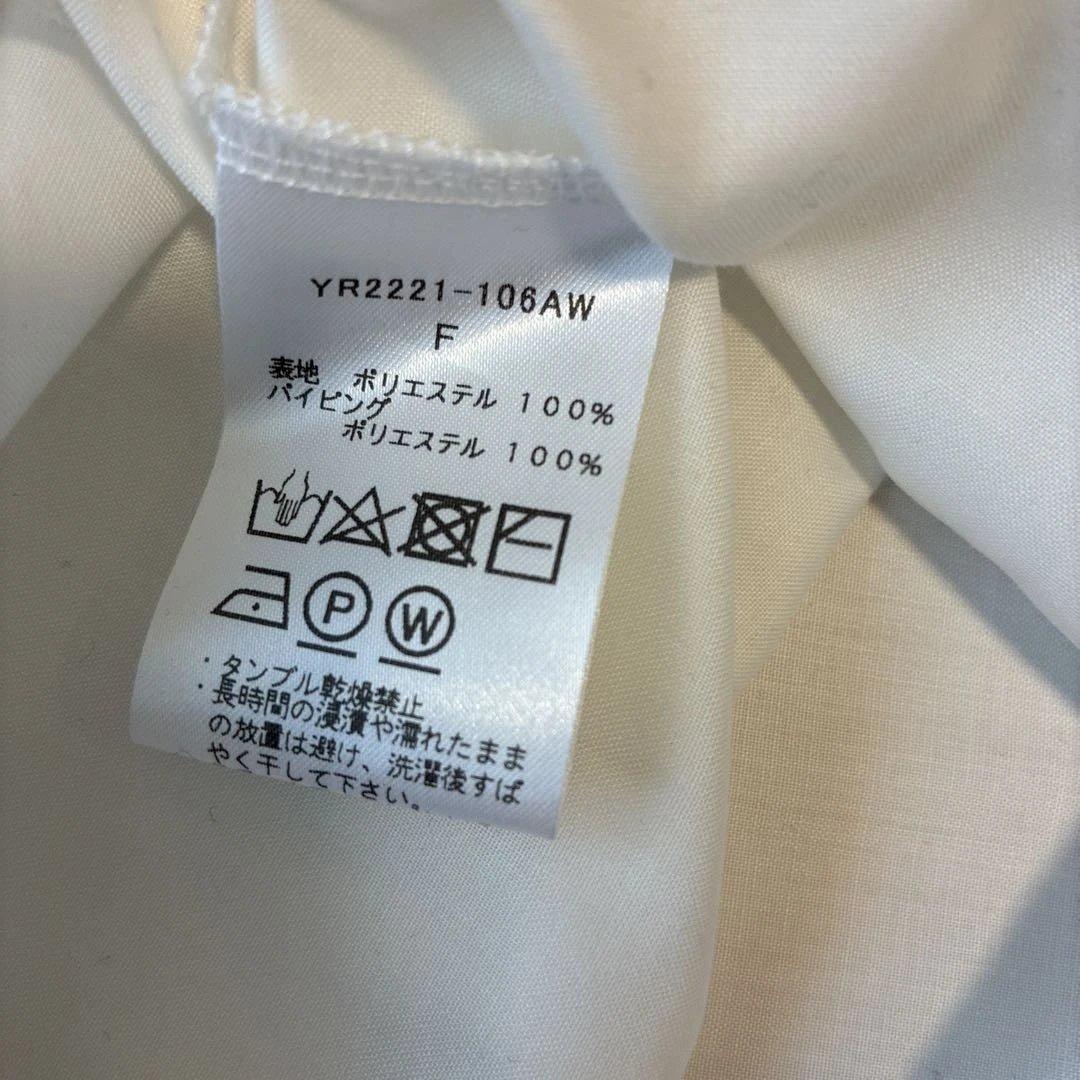 YR2221-106AW
F
表地 ポリエステル 100%
パイピング
ポリエステル 100%
P W
・タンブル乾燥禁止
・長時間の浸漬や濡れたまま
の放置は避け、洗濯後すば
やく干して下さい。